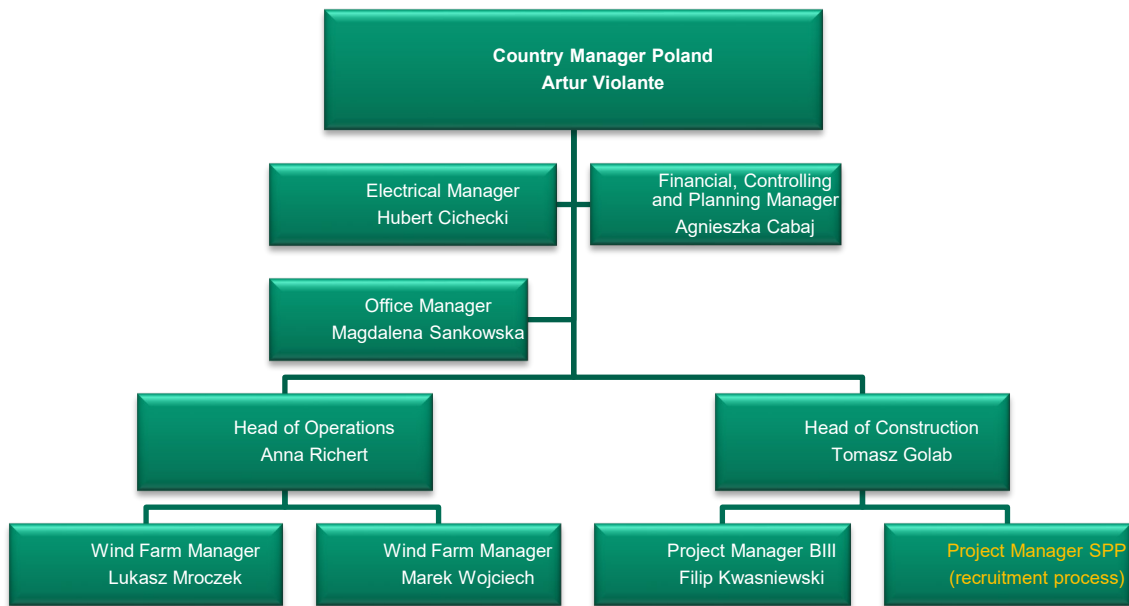 Country Manager Poland
Artur Violante
Electrical Manager
Hubert Cichecki
Financial, Controlling
and Planning Manager
Agnieszka Cabaj
Office Manager
Magdalena Sankowska
Head of Operations
Anna Richert
Head of Construction
Tomasz Golab
Wind Farm Manager
Lukasz Mroczek
Wind Farm Manager
Marek Wojciech
Project Manager BIII
Filip Kwasniewski
Project Manager SPP
(recruitment process)